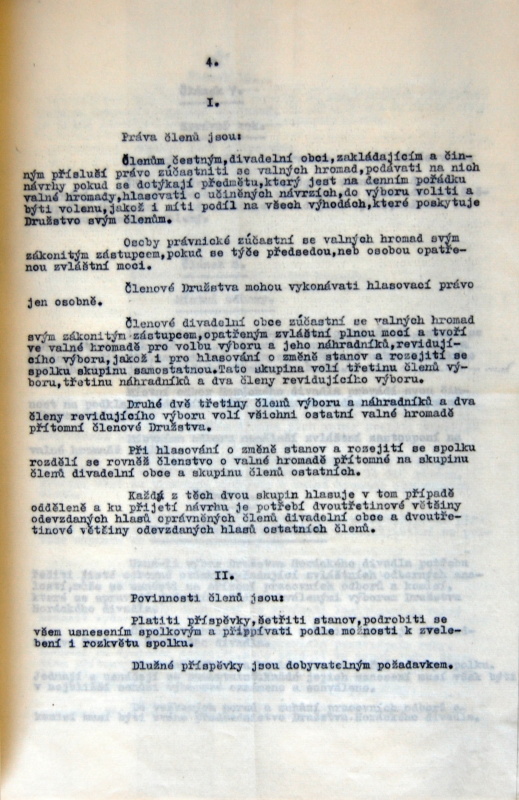 4.
I.
Práva členů jsou:
Členům čestným,divadelní obci,zakládajícím a čin-
ným přísluší právo zúčastniti se valných hromad,podávati na nich
návrhy pokud se dotýkají předmětu,který jest na denním pořádku
valné hromady,hlasovati o učiněných návrzích,do výboru voliti a
býti volenu,jakož i míti podíl na všech výhodách,které poskytuje
Družstvo svým členům.
Osoby právnické zúčastní se valných hromad svým
zákonitým zástupcem,pokud se týče předsedou,neb osobou opatře-
nou zvláštní moci.
Členové Družstva mohou vykonávati hlasovací právo
jen osobně.
Členové divadelní obce zúčastní se valných hromad
svým zákonitým zástupcem,opatřeným zvláštní plnou mocí a tvoří
ve valné hromadě pro volbu výboru a jeho náhradníků,revidují-
cího výboru,jakož i pro hlasování o změně stanov a rozejití se
spolku skupinu samostatnou.Tato skupina volí třetinu členů vý-
boru,třetinu náhradníků a dva členy revidujícího výboru.
Druhé dvě třetiny členů výboru a náhradníků a dva
členy revidujícího výboru volí všichni ostatní valné hromadě
přítomní členové Družstva.
Při hlasování o změně stanov a rozejití se spolku
rozdělí se rovněž členstvo o valné hromadě přítomné na skupinu
členů divadelní obce a skupinu členů ostatních.
Každá z těch dvou skupin hlasuje v tom případě
odděleně a ku přijetí návrhu je potřebí dvoutřetinové většiny
odevzdaných hlasů oprávněných členů divadelní obce a dvoutře-
tinové většiny odevzdaných hlasů ostatních členů.
II.
Povinnosti členů jsou:
Platiti příspěvky,šetřiti stanov,podrobiti se
všem usnesením spolkovým a přippívati podle možnosti k zvele-
bení i rozkvětu spolku.
Dlužné příspěvky jsou dobyvatelným požadavkem.